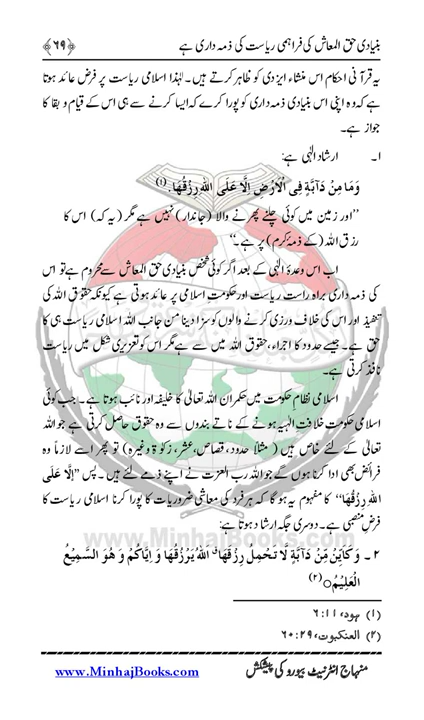 بنیادی حق المعاش کی فراہمی ریاست کی ذمہ داری ہے ﴿۶۹﴾
یہ قرآنی احکام اس منشاء ایزدی کو ظاہر کرتے ہیں۔ لہٰذا اسلامی ریاست پر فرض عائد ہوتا
ہے کہ وہ اپنی اس بنیادی ذمہ داری کو پورا کرے کہ ایسا کرنے سے ہی اس کے قیام و بقا کا
جواز ہے۔
۱۔ ارشاد الٰہی ہے:
وَمَا مِنْ دَآبَّةٍ فِی الْاَرْضِ اِلَّا عَلَی اللهِ رِزْقُهَا۔(۱)
’’اور زمین میں کوئی چلنے پھرنے والا (جاندار) نہیں ہے مگر (یہ کہ) اس کا
رزق اللہ (کے ذمۂ کرم) پر ہے۔‘‘
اب اس وعدۂ الٰہی کے بعد اگر کوئی شخص بنیادی حق المعاش سے محروم ہے تو اس
کی ذمہ داری براہ راست ریاست اور حکومت اسلامی پر عائد ہوتی ہے کیونکہ حقوق اللہ کی
تنفیذ اور اس کی خلاف ورزی کرنے والوں کو سزا دینا من جانب اللہ اسلامی ریاست ہی کا
حق ہے۔ جیسے حدود کا اجراء، حقوق اللہ میں سے ہے مگر اس کو تعزیری شکل میں ریاست
نافذ کرتی ہے۔
اسلامی نظام حکومت میں حکمران اللہ تعالیٰ کا خلیفہ اور نائب ہوتا ہے۔ جب کوئی
اسلامی حکومت خلافت الٰہیہ ہونے کے ناتے بندوں سے وہ حقوق حاصل کرتی ہے جو اللہ
تعالیٰ کے لئے خاص ہیں (مثلاً حدود، قصاص، عشر، زکوٰۃ وغیرہ) تو پھر اسے لازماً وہ
فرائض بھی ادا کرنا ہوں گے جو اللہ رب العزت نے اپنے ذمے لئے ہیں۔ پس ”اِلَّا عَلَی
اللهِ رِزْقُهَا“ کا مفہوم یہ ہو گا کہ ہر فرد کی معاشی ضروریات کا پورا کرنا اسلامی ریاست کا
فرض منصبی ہے۔ دوسری جگہ ارشاد ہوتا ہے:
۲۔ وَكَاَيِّنْ مِّنْ دَآبَّةٍ لَّا تَحْمِلُ رِزْقَهَا اَللهُ يَرْزُقُهَا وَاِيَّاكُمْ وَهُوَ السَّمِيْعُ
الْعَلِيْمُ○(۲)
(۱) ہود، ۱۱:۶
(۲) العنکبوت، ۲۹:۶۰
منہاج انٹرنیٹ بیورو کی پیشکش www.MinhajBooks.com
www.MinhajBooks.com